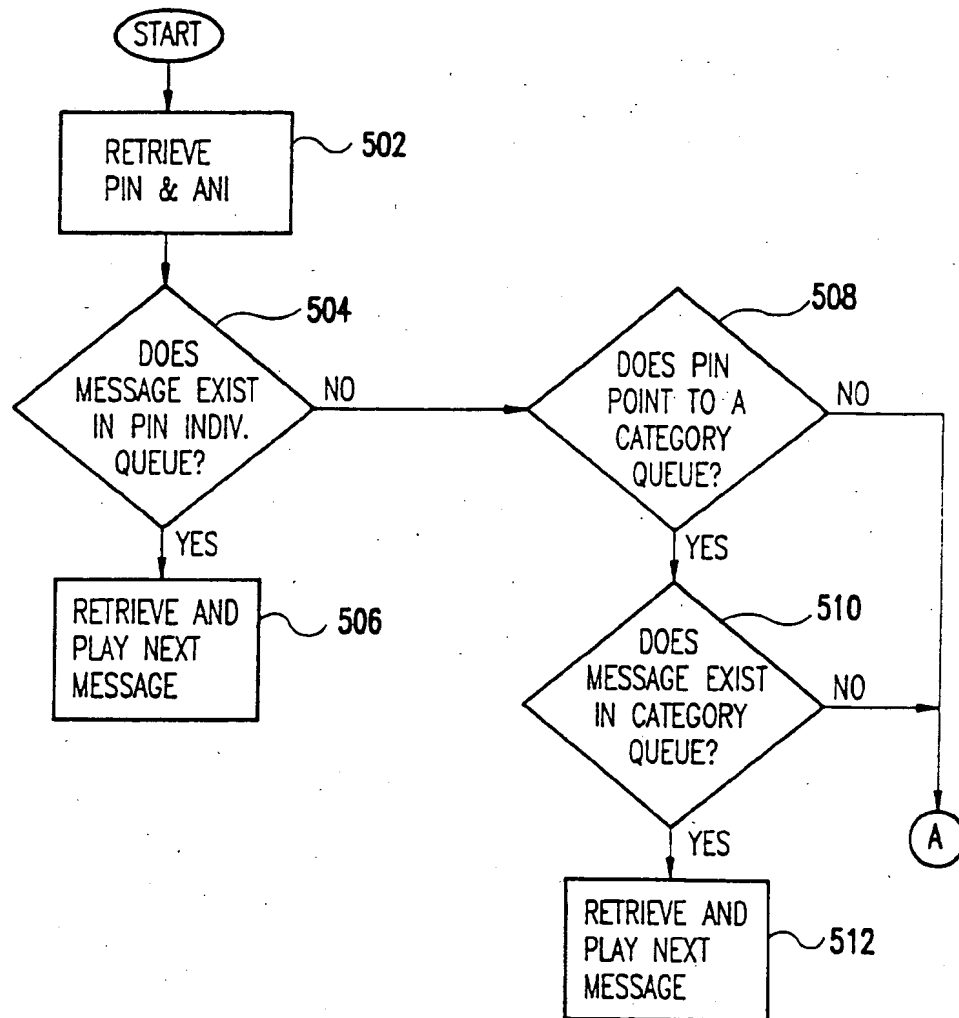 START
RETRIEVE
PIN & ANI
502
DOES
MESSAGE EXIST
IN PIN INDIV.
QUEUE?
504
NO
YES
RETRIEVE AND
PLAY NEXT
MESSAGE
506
DOES PIN
POINT TO A
CATEGORY
QUEUE?
508
NO
YES
DOES
MESSAGE EXIST
IN CATEGORY
QUEUE?
510
NO
YES
A
RETRIEVE AND
PLAY NEXT
MESSAGE
512